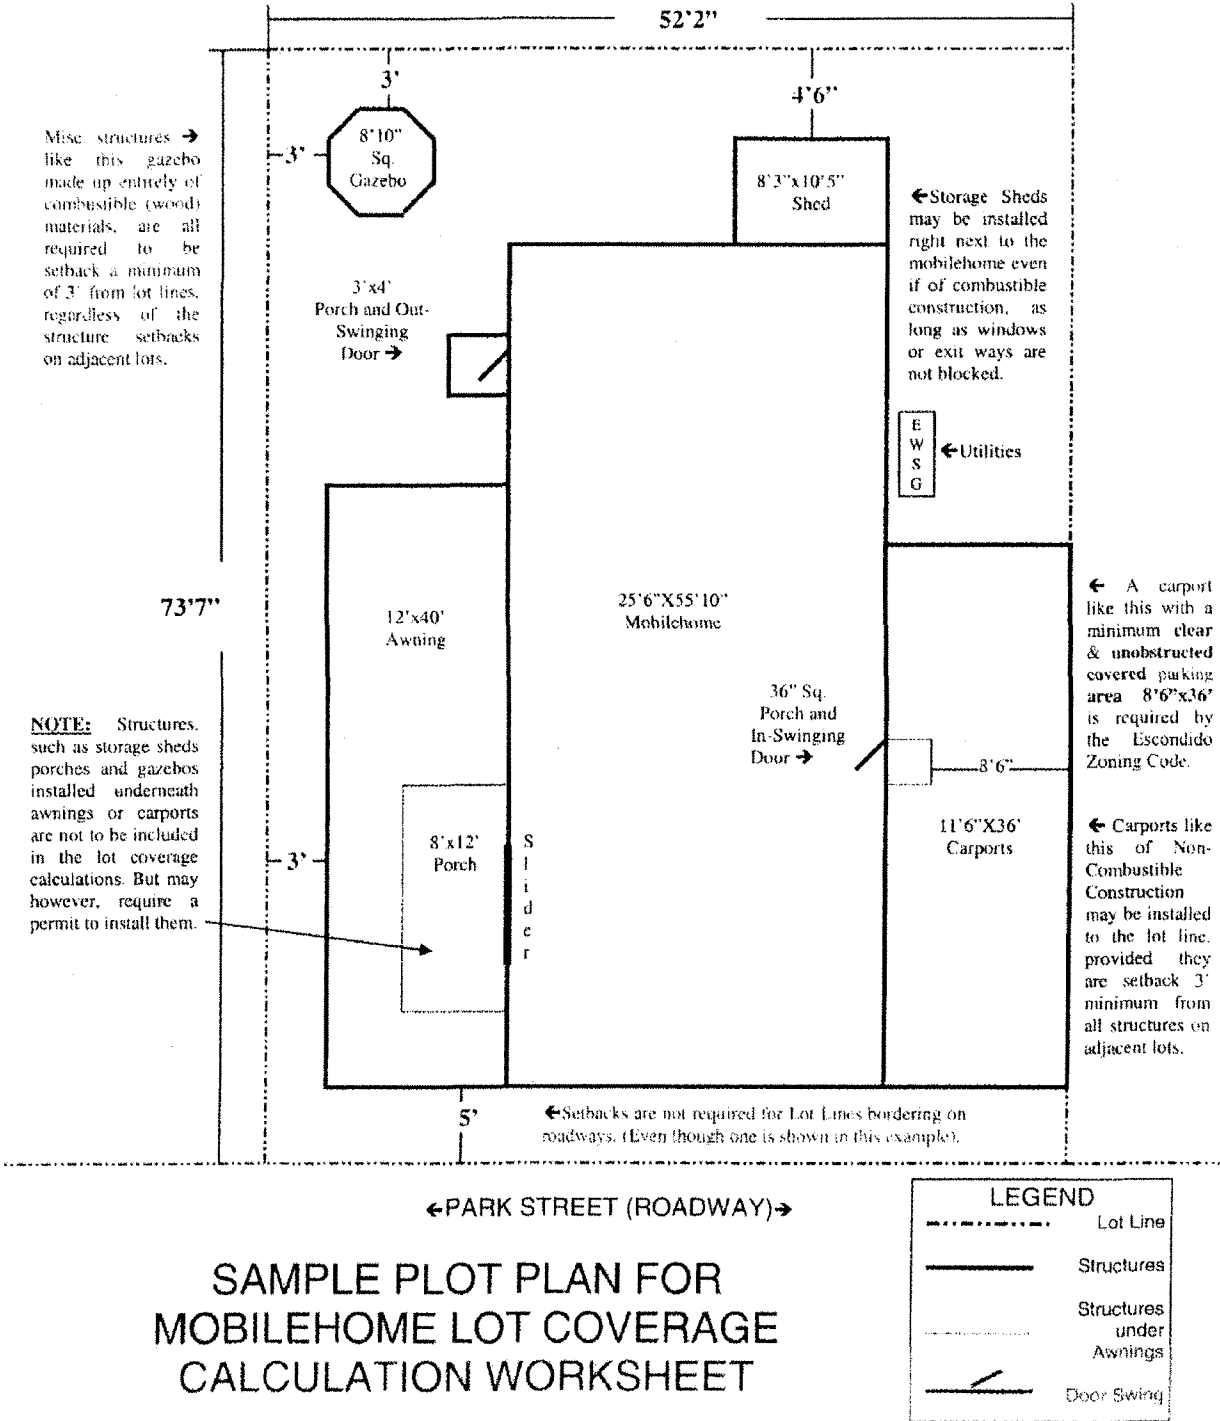 52'2"
3'
4'6"
Misc. structures →
like this gazebo
made up entirely of
combustible (wood)
materials, are all
required to be
setback a minimum
of 3' from lot lines,
regardless of the
structure setbacks
on adjacent lots.
3'
8'10"
Sq.
Gazebo
8'3"x10'5"
Shed
←Storage Sheds
may be installed
right next to the
mobilehome even
if of combustible
construction, as
long as windows
or exit ways are
not blocked.
3'x4'
Porch and Out-
Swinging
Door →
E
W
S
G
←Utilities
73'7"
12'x40'
Awning
25'6"X55'10"
Mobilehome
← A carport
like this with a
minimum clear
& unobstructed
covered parking
area 8'6"x36'
is required by
the Escondido
Zoning Code.
36" Sq.
Porch and
In-Swinging
Door →
8'6"
NOTE: Structures,
such as storage sheds
porches and gazebos
installed underneath
awnings or carports
are not to be included
in the lot coverage
calculations. But may
however, require a
permit to install them.
3'
8'x12'
Porch
S
l
i
d
e
r
11'6"X36'
Carports
← Carports like
this of Non-
Combustible
Construction
may be installed
to the lot line,
provided they
are setback 3'
minimum from
all structures on
adjacent lots.
5'
←Setbacks are not required for Lot Lines bordering on
roadways. (Even though one is shown in this example).
←PARK STREET (ROADWAY)→
SAMPLE PLOT PLAN FOR
MOBILEHOME LOT COVERAGE
CALCULATION WORKSHEET
LEGEND
Lot Line
Structures
Structures
under
Awnings
Door Swing